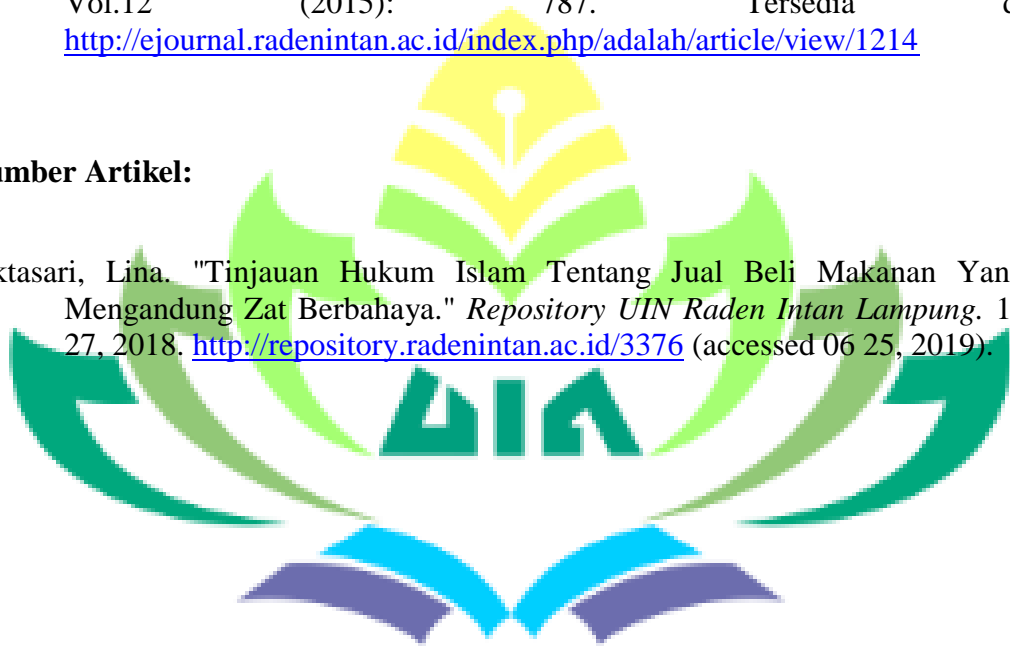 Vol.12 (2015): 787. Tersedia
http://ejournal.radenintan.ac.id/index.php/adalah/article/view/1214
umber Artikel:
ktasari, Lina. "Tinjauan Hukum Islam Tentang Jual Beli Makanan Yan
Mengandung Zat Berbahaya." Repository UIN Raden Intan Lampung. 1
27, 2018. http://repository.radenintan.ac.id/3376 (accessed 06 25, 2019).
UIN